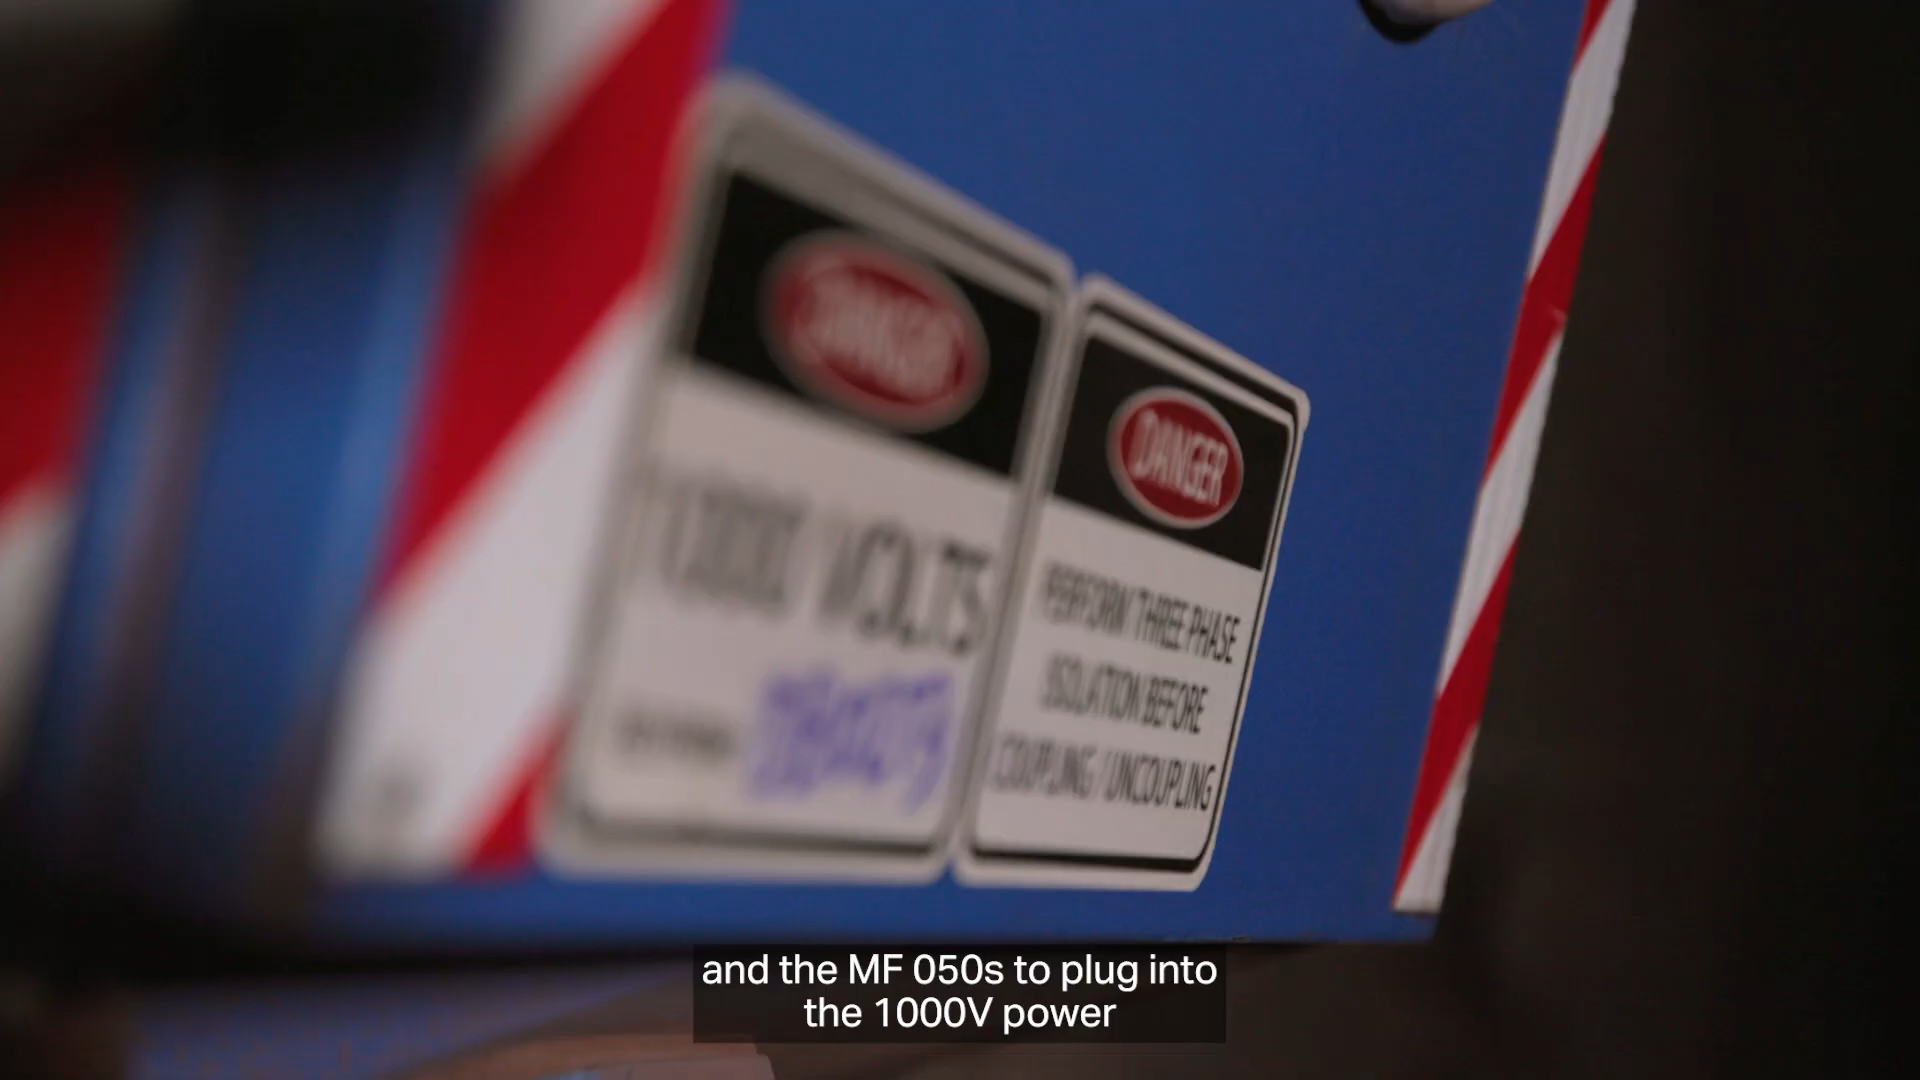 DANGER
VOLTS
DANGER
PERFORM THREE PHASE
ISOLATION BEFORE
COUPLING / UNCOUPLING
and the MF 050s to plug into
the 1000V power